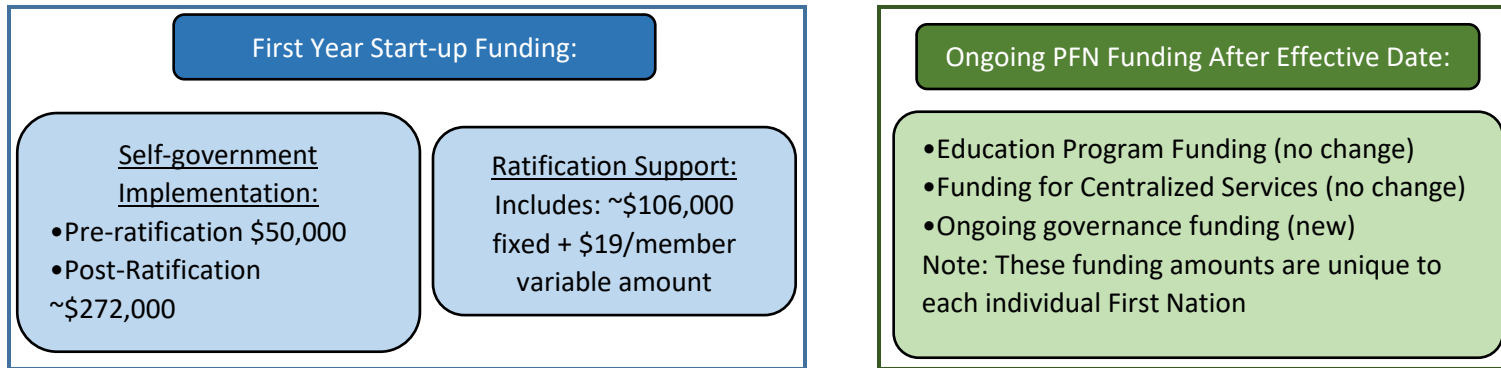 First Year Start-up Funding:
Self-government
Implementation:
•Pre-ratification $50,000
•Post-Ratification
~$272,000
Ratification Support:
Includes: ~$106,000
fixed + $19/member
variable amount
Ongoing PFN Funding After Effective Date:
•Education Program Funding (no change)
•Funding for Centralized Services (no change)
•Ongoing governance funding (new)
Note: These funding amounts are unique to
each individual First Nation